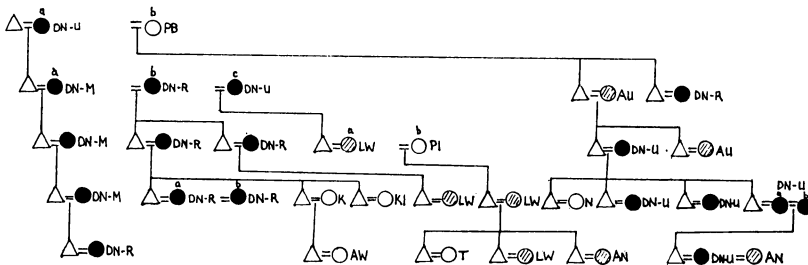 a b
DN-U PB
a b c
DN-M DN-R DN-U AU DN-R
a b
DN-M DN-R DN-R LW PI DN-U AU
DN-U
DN-M a DN-R b DN-R K KI LW LW N DN-U DNU a b
DN-R AW T LW AN DNU AN